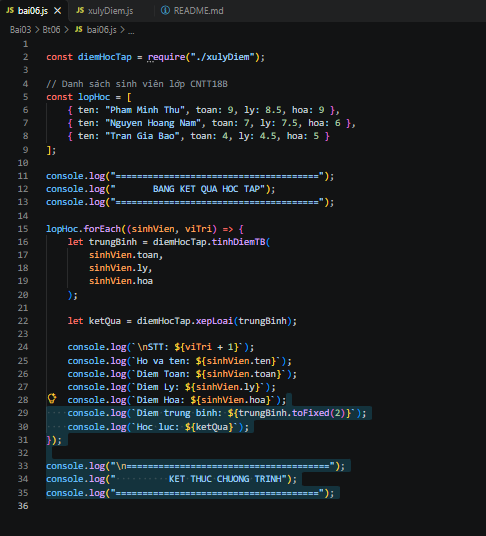 bai06.js × xulyDiem.js README.md
Bai03 > Bt06 > bai06.js > ...
1
2 const diemHocTap = require("./xulyDiem");
3
4 // Danh sách sinh viên lớp CNTT18B
5 const lopHoc = [
6 { ten: "Pham Minh Thu", toan: 9, ly: 8.5, hoa: 9 },
7 { ten: "Nguyen Hoang Nam", toan: 7, ly: 7.5, hoa: 6 },
8 { ten: "Tran Gia Bao", toan: 4, ly: 4.5, hoa: 5 }
9 ];
10
11 console.log("======================================");
12 console.log("       BANG KET QUA HOC TAP");
13 console.log("======================================");
14
15 lopHoc.forEach((sinhVien, viTri) => {
16 let trungBinh = diemHocTap.tinhDiemTB(
17 sinhVien.toan,
18 sinhVien.ly,
19 sinhVien.hoa
20 );
21
22 let ketQua = diemHocTap.xepLoai(trungBinh);
23
24 console.log(`\nSTT: ${viTri + 1}`);
25 console.log(`Ho va ten: ${sinhVien.ten}`);
26 console.log(`Diem Toan: ${sinhVien.toan}`);
27 console.log(`Diem Ly: ${sinhVien.ly}`);
28 console.log(`Diem Hoa: ${sinhVien.hoa}`);
29 console.log(`Diem trung binh: ${trungBinh.toFixed(2)}`);
30 console.log(`Hoc luc: ${ketQua}`);
31 });
32
33 console.log("\n======================================");
34 console.log("          KET THUC CHUONG TRINH");
35 console.log("======================================");
36